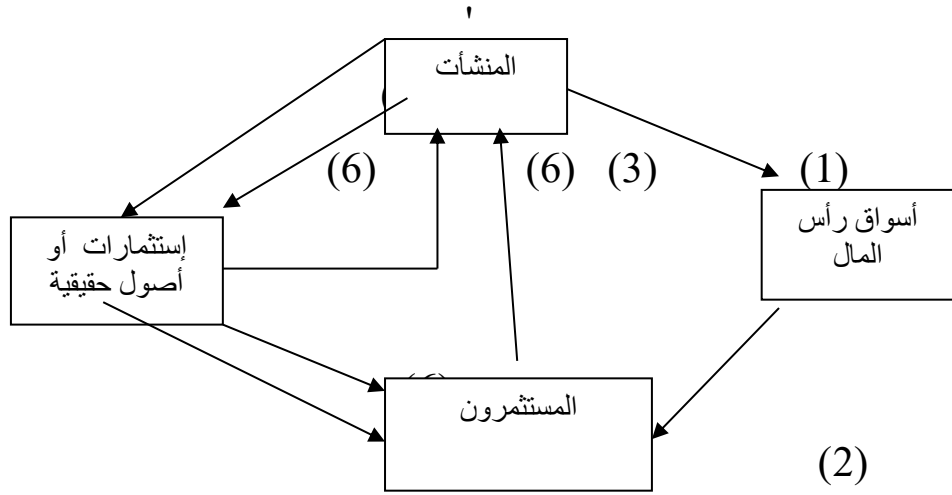 المنشأت
(6)
(6)
(3)
(1)
أسواق رأس
المال
إستثمارات أو
أصول حقيقية
المستثمرون
(2)